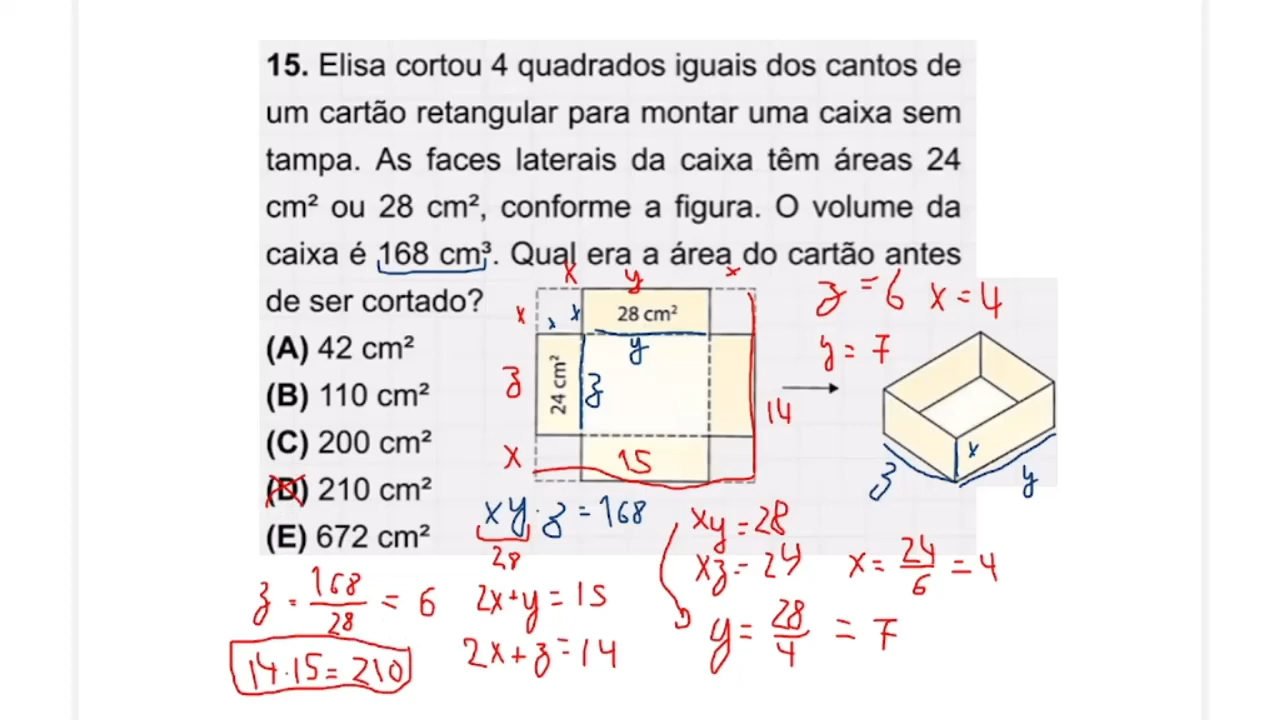 15. Elisa cortou 4 quadrados iguais dos cantos de
um cartão retangular para montar uma caixa sem
tampa. As faces laterais da caixa têm áreas 24
cm² ou 28 cm², conforme a figura. O volume da
caixa é 168 cm³. Qual era a área do cartão antes
de ser cortado?
(A) 42 cm²
(B) 110 cm²
(C) 200 cm²
(D) 210 cm²
(E) 672 cm²
x y x
x x x 28 cm²
y
z 24 cm² z
14
x 15
z = 6 x = 4
y = 7
x
z y
xy · z = 168
28
z = 168/28 = 6
2x + y = 15
2x + z = 14
14 · 15 = 210
xy = 28
xz = 24
x = 24/6 = 4
y = 28/4 = 7